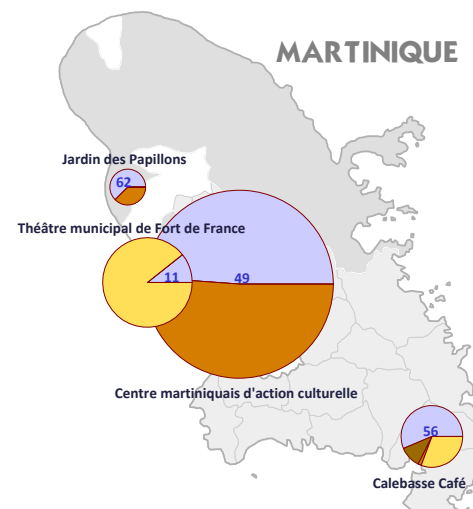 MARTINIQUE
Jardin des Papillons
62
Théâtre municipal de Fort de France
11
49
Centre martiniquais d'action culturelle
56
Calebasse Café